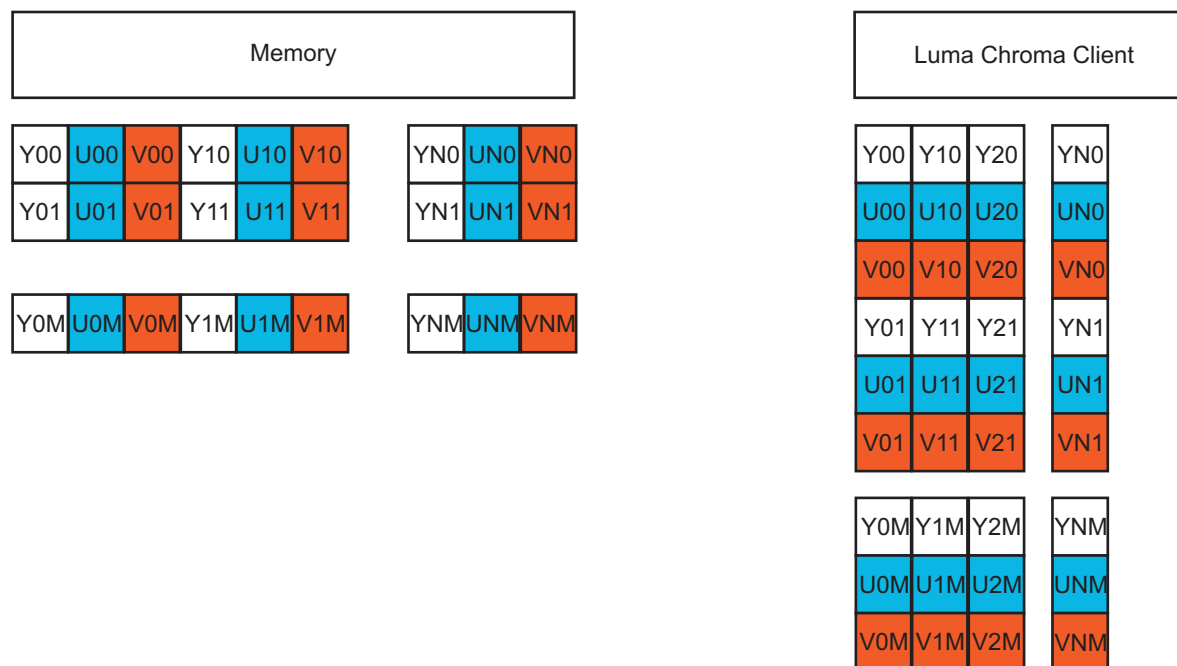 Memory
Y00 U00 V00 Y10 U10 V10 YN0 UN0 VN0
Y01 U01 V01 Y11 U11 V11 YN1 UN1 VN1
Y0M U0M V0M Y1M U1M V1M YNM UNM VNM
Luma Chroma Client
Y00 Y10 Y20 YN0
U00 U10 U20 UN0
V00 V10 V20 VN0
Y01 Y11 Y21 YN1
U01 U11 U21 UN1
V01 V11 V21 VN1
Y0M Y1M Y2M YNM
U0M U1M U2M UNM
V0M V1M V2M VNM